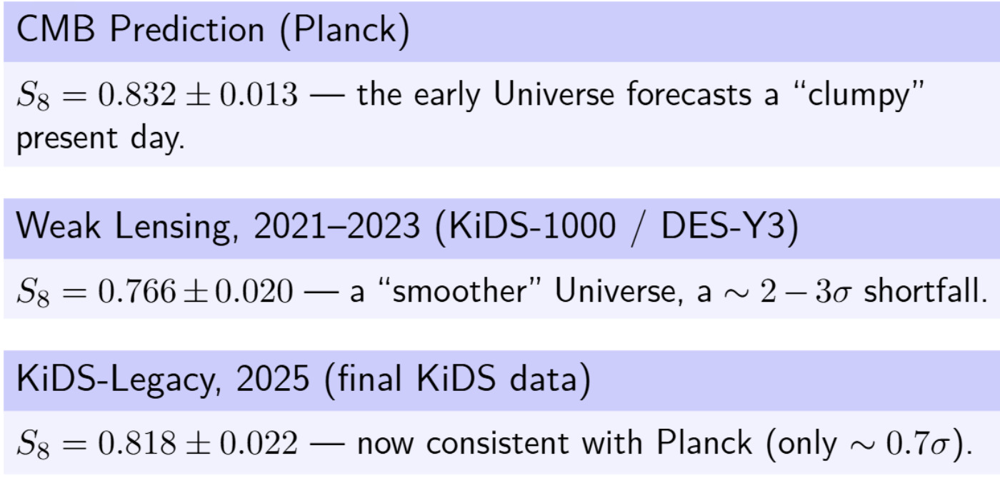 CMB Prediction (Planck)
S₈ = 0.832 ± 0.013 — the early Universe forecasts a “clumpy”
present day.
Weak Lensing, 2021–2023 (KiDS-1000 / DES-Y3)
S₈ = 0.766 ± 0.020 — a “smoother” Universe, a ∼ 2 − 3σ shortfall.
KiDS-Legacy, 2025 (final KiDS data)
S₈ = 0.818 ± 0.022 — now consistent with Planck (only ∼ 0.7σ).